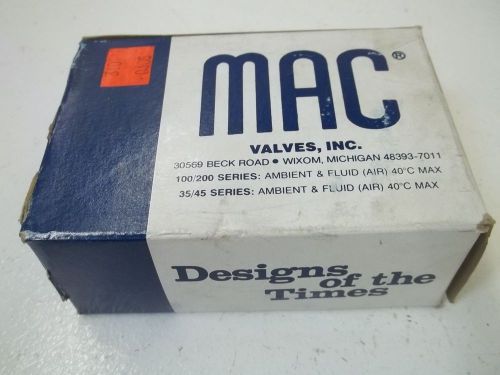 MAC®
VALVES, INC.
30569 BECK ROAD • WIXOM, MICHIGAN 48393-7011
100/200 SERIES: AMBIENT & FLUID (AIR) 40°C MAX
35/45 SERIES: AMBIENT & FLUID (AIR) 40°C MAX
Designs
of the
Times